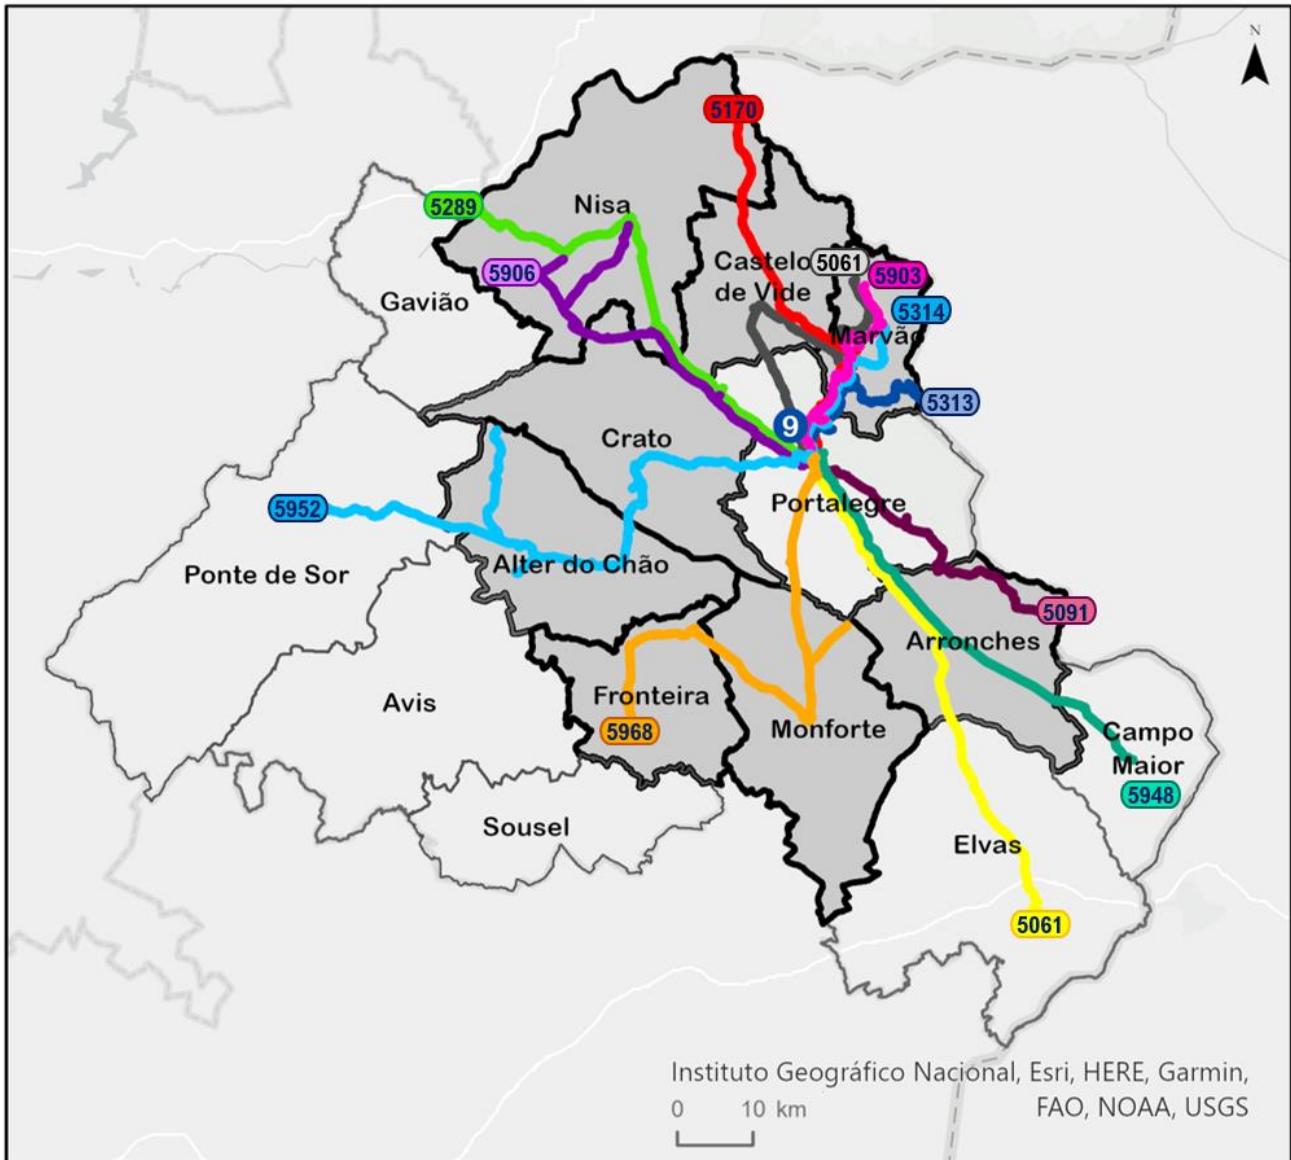 N
5170
5289
Nisa
5906
Castelo
de Vide
5061
5903
Gavião
5314
Marvão
5313
9
Crato
5952
Portalegre
Ponte de Sor
Alter do Chão
5091
Arronches
Avis
Fronteira
5968
Monforte
Campo
Maior
5948
Sousel
Elvas
5061
Instituto Geográfico Nacional, Esri, HERE, Garmin,
FAO, NOAA, USGS
0 10 km